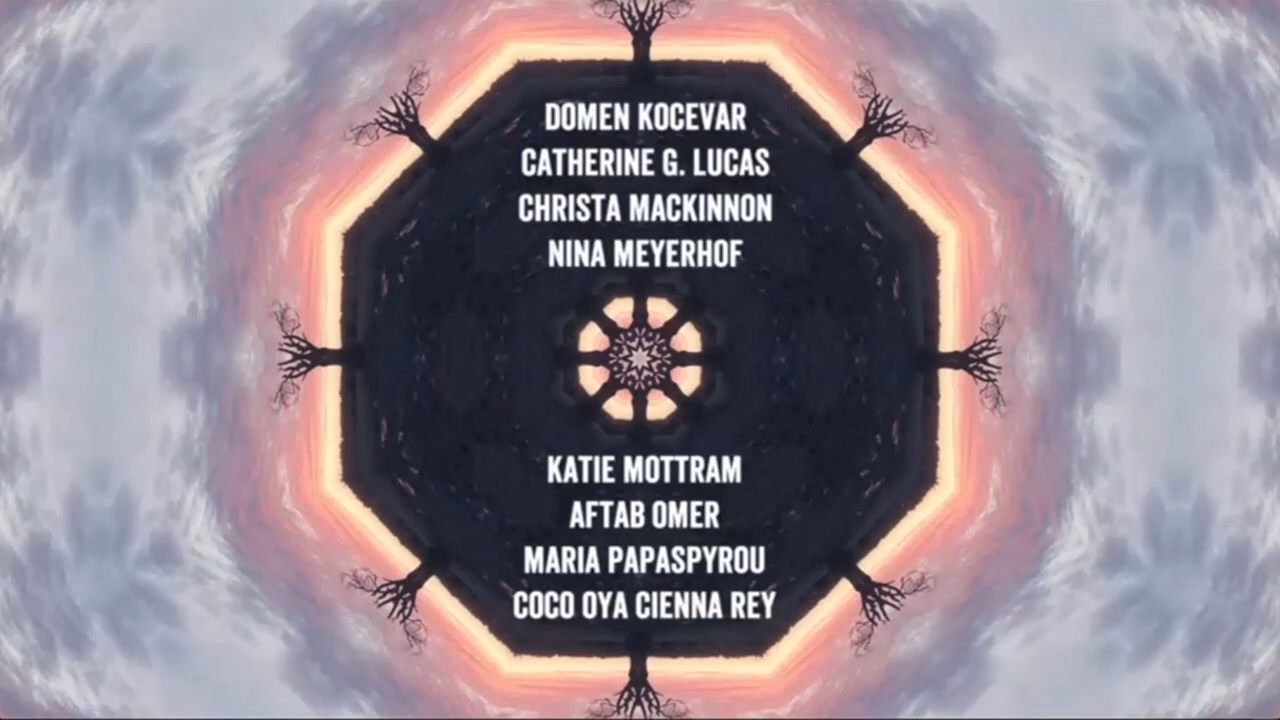 DOMEN KOCEVAR
CATHERINE G. LUCAS
CHRISTA MACKINNON
NINA MEYERHOF
KATIE MOTTRAM
AFTAB OMER
MARIA PAPASPYROU
COCO OYA CIENNA REY